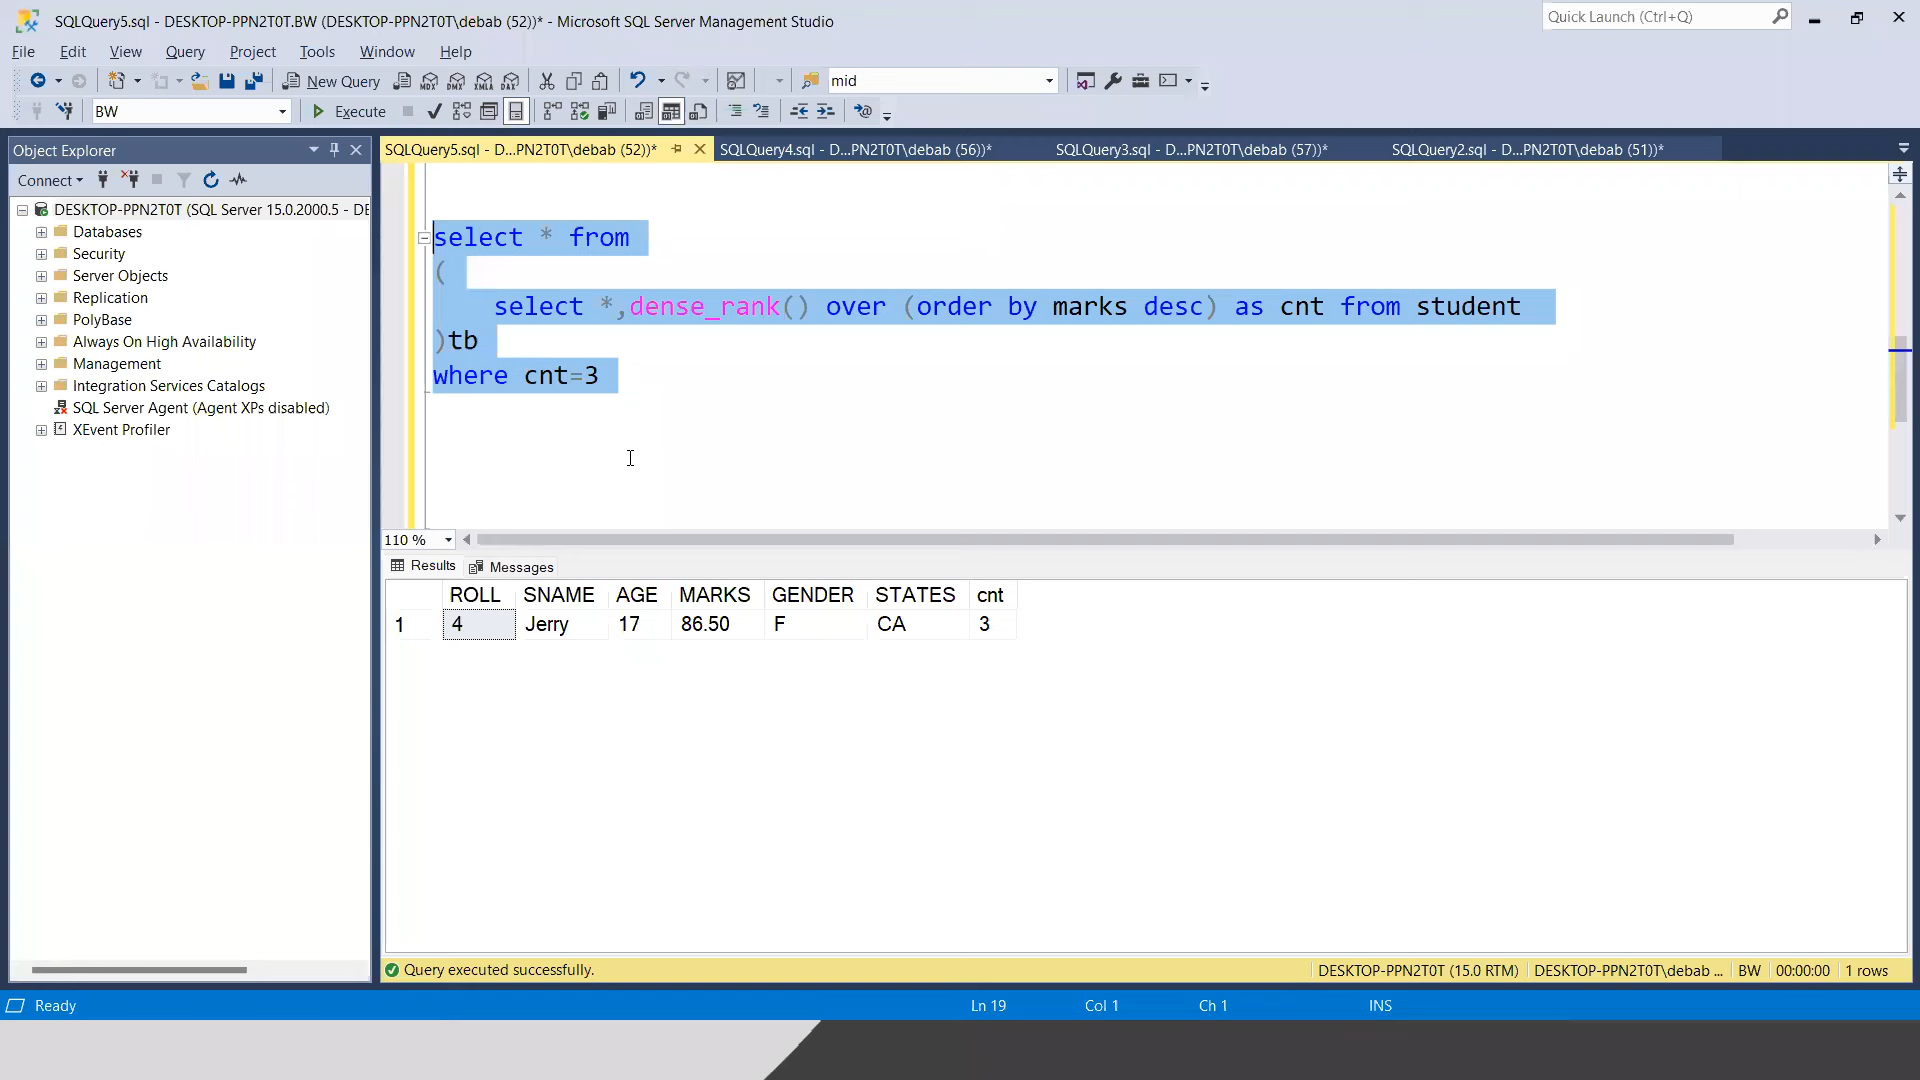 SQLQuery5.sql - DESKTOP-PPN2T0T.BW (DESKTOP-PPN2T0T\debab (52))* - Microsoft SQL Server Management Studio
Quick Launch (Ctrl+Q)
File Edit View Query Project Tools Window Help
New Query MDX DMX XMLA DAX mid
BW Execute
Object Explorer
Connect
DESKTOP-PPN2T0T (SQL Server 15.0.2000.5 - DE
Databases
Security
Server Objects
Replication
PolyBase
Always On High Availability
Management
Integration Services Catalogs
SQL Server Agent (Agent XPs disabled)
XEvent Profiler
SQLQuery5.sql - D...PN2T0T\debab (52))* SQLQuery4.sql - D...PN2T0T\debab (56))* SQLQuery3.sql - D...PN2T0T\debab (57))* SQLQuery2.sql - D...PN2T0T\debab (51))*
select * from
(
select *,dense_rank() over (order by marks desc) as cnt from student
)tb
where cnt=3
110 %
Results Messages
ROLL SNAME AGE MARKS GENDER STATES cnt
1 4 Jerry 17 86.50 F CA 3
Query executed successfully. DESKTOP-PPN2T0T (15.0 RTM) DESKTOP-PPN2T0T\debab ... BW 00:00:00 1 rows
Ready Ln 19 Col 1 Ch 1 INS